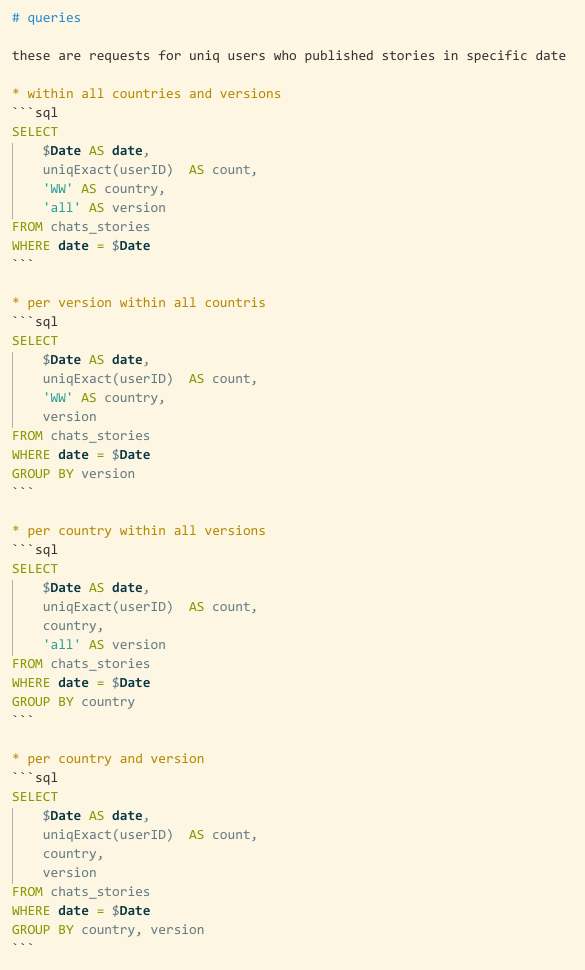 # queries
these are requests for uniq users who published stories in specific date
* within all countries and versions
```sql
SELECT
    $Date AS date,
    uniqExact(userID)  AS count,
    'WW' AS country,
    'all' AS version
FROM chats_stories
WHERE date = $Date
```
* per version within all countris
```sql
SELECT
    $Date AS date,
    uniqExact(userID)  AS count,
    'WW' AS country,
    version
FROM chats_stories
WHERE date = $Date
GROUP BY version
```
* per country within all versions
```sql
SELECT
    $Date AS date,
    uniqExact(userID)  AS count,
    country,
    'all' AS version
FROM chats_stories
WHERE date = $Date
GROUP BY country
```
* per country and version
```sql
SELECT
    $Date AS date,
    uniqExact(userID)  AS count,
    country,
    version
FROM chats_stories
WHERE date = $Date
GROUP BY country, version
```